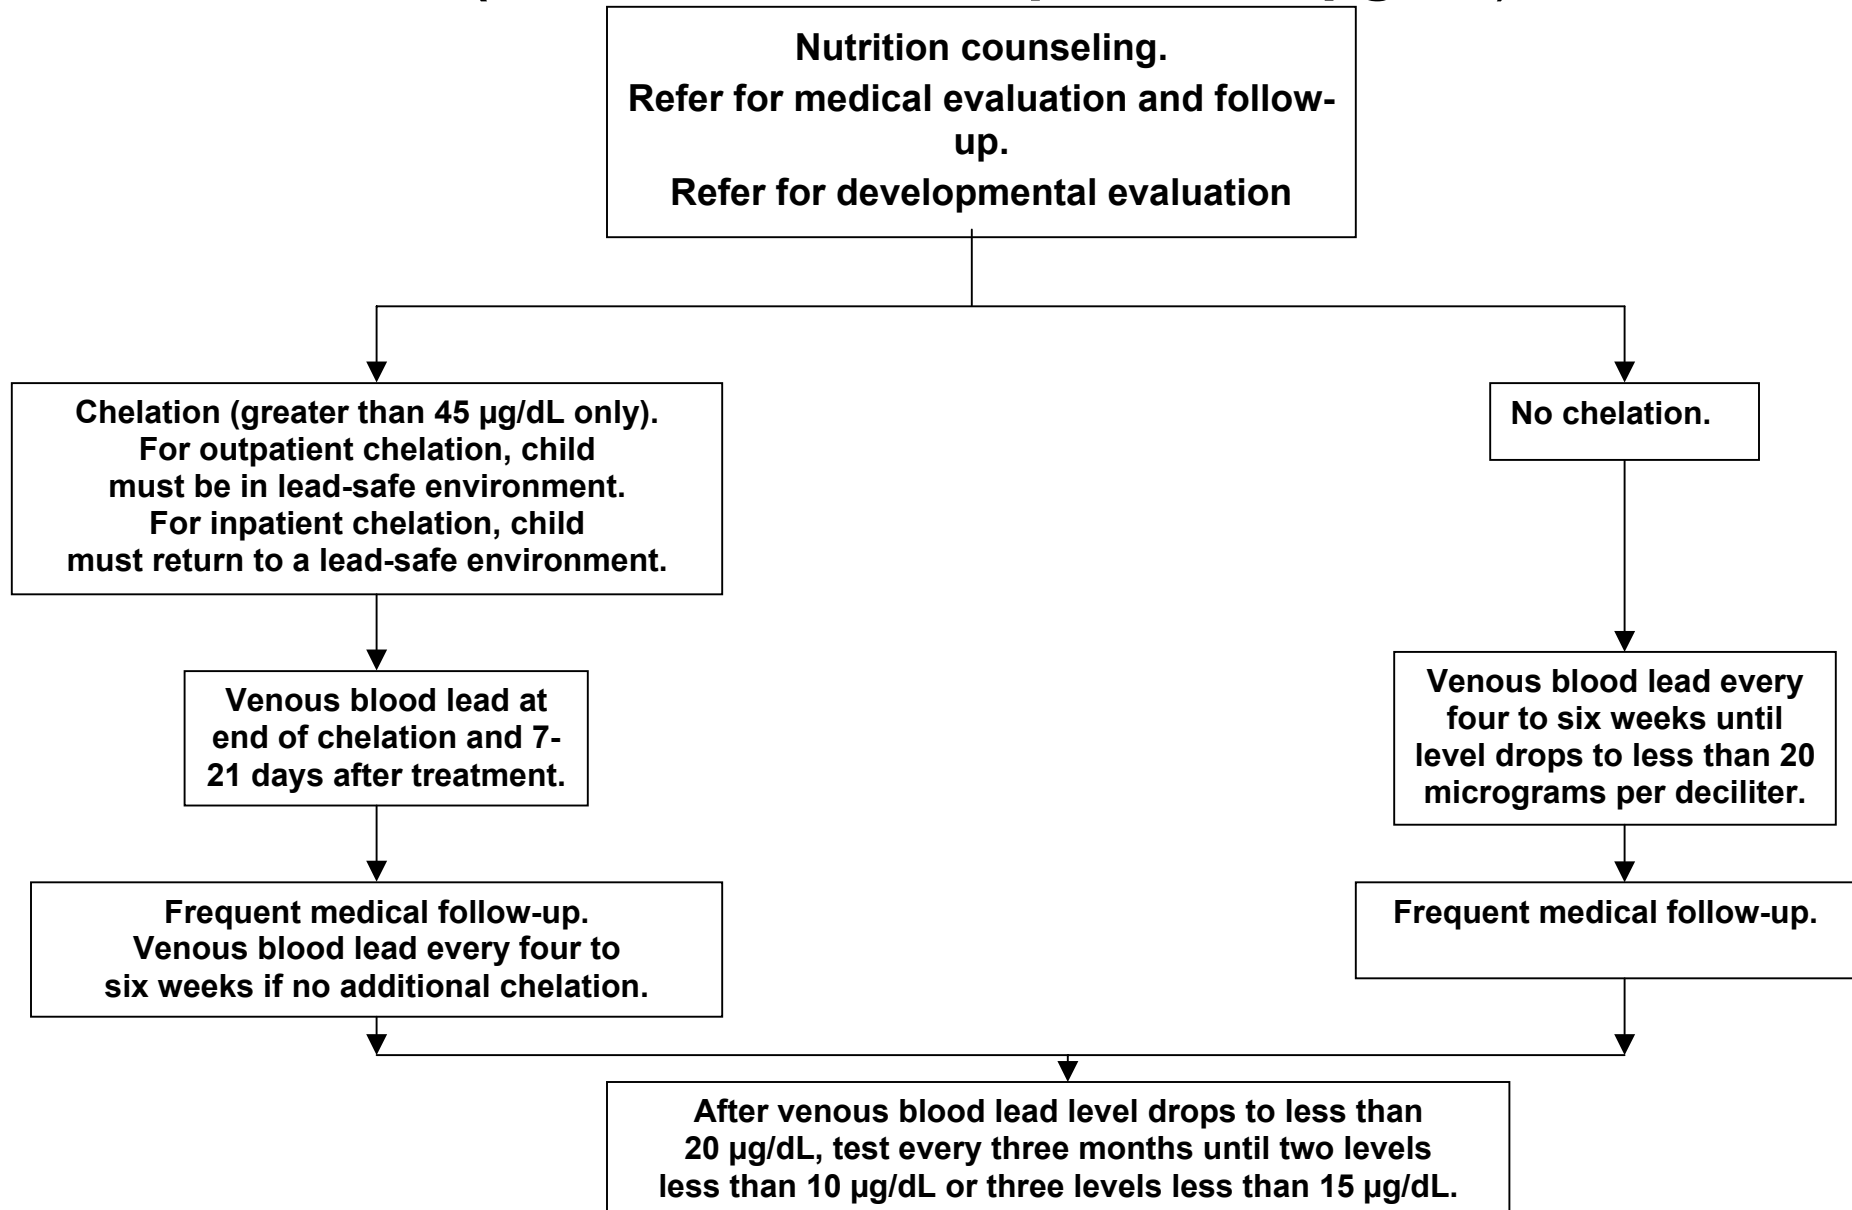 Nutrition counseling.
Refer for medical evaluation and follow-
up.
Refer for developmental evaluation
Chelation (greater than 45 µg/dL only).
For outpatient chelation, child
must be in lead-safe environment.
For inpatient chelation, child
must return to a lead-safe environment.
No chelation.
Venous blood lead at
end of chelation and 7-
21 days after treatment.
Venous blood lead every
four to six weeks until
level drops to less than 20
micrograms per deciliter.
Frequent medical follow-up.
Venous blood lead every four to
six weeks if no additional chelation.
Frequent medical follow-up.
After venous blood lead level drops to less than
20 µg/dL, test every three months until two levels
less than 10 µg/dL or three levels less than 15 µg/dL.